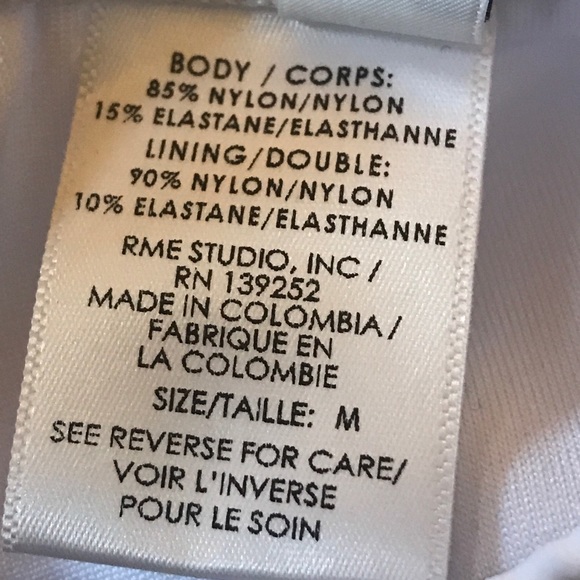 BODY / CORPS:
85% NYLON/NYLON
15% ELASTANE/ELASTHANNE
LINING/DOUBLE:
90% NYLON/NYLON
10% ELASTANE/ELASTHANNE
RME STUDIO, INC /
RN 139252
MADE IN COLOMBIA/
FABRIQUE EN
LA COLOMBIE
SIZE/TAILLE: M
SEE REVERSE FOR CARE/
VOIR L'INVERSE
POUR LE SOIN